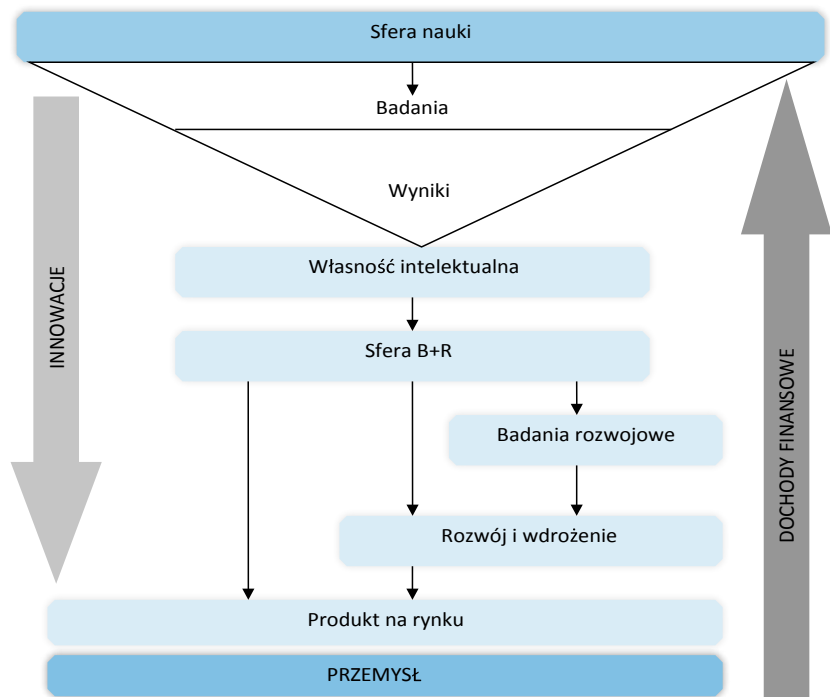 Sfera nauki
Badania
Wyniki
Własność intelektualna
Sfera B+R
Badania rozwojowe
Rozwój i wdrożenie
Produkt na rynku
PRZEMYSŁ
INNOWACJE
DOCHODY FINANSOWE